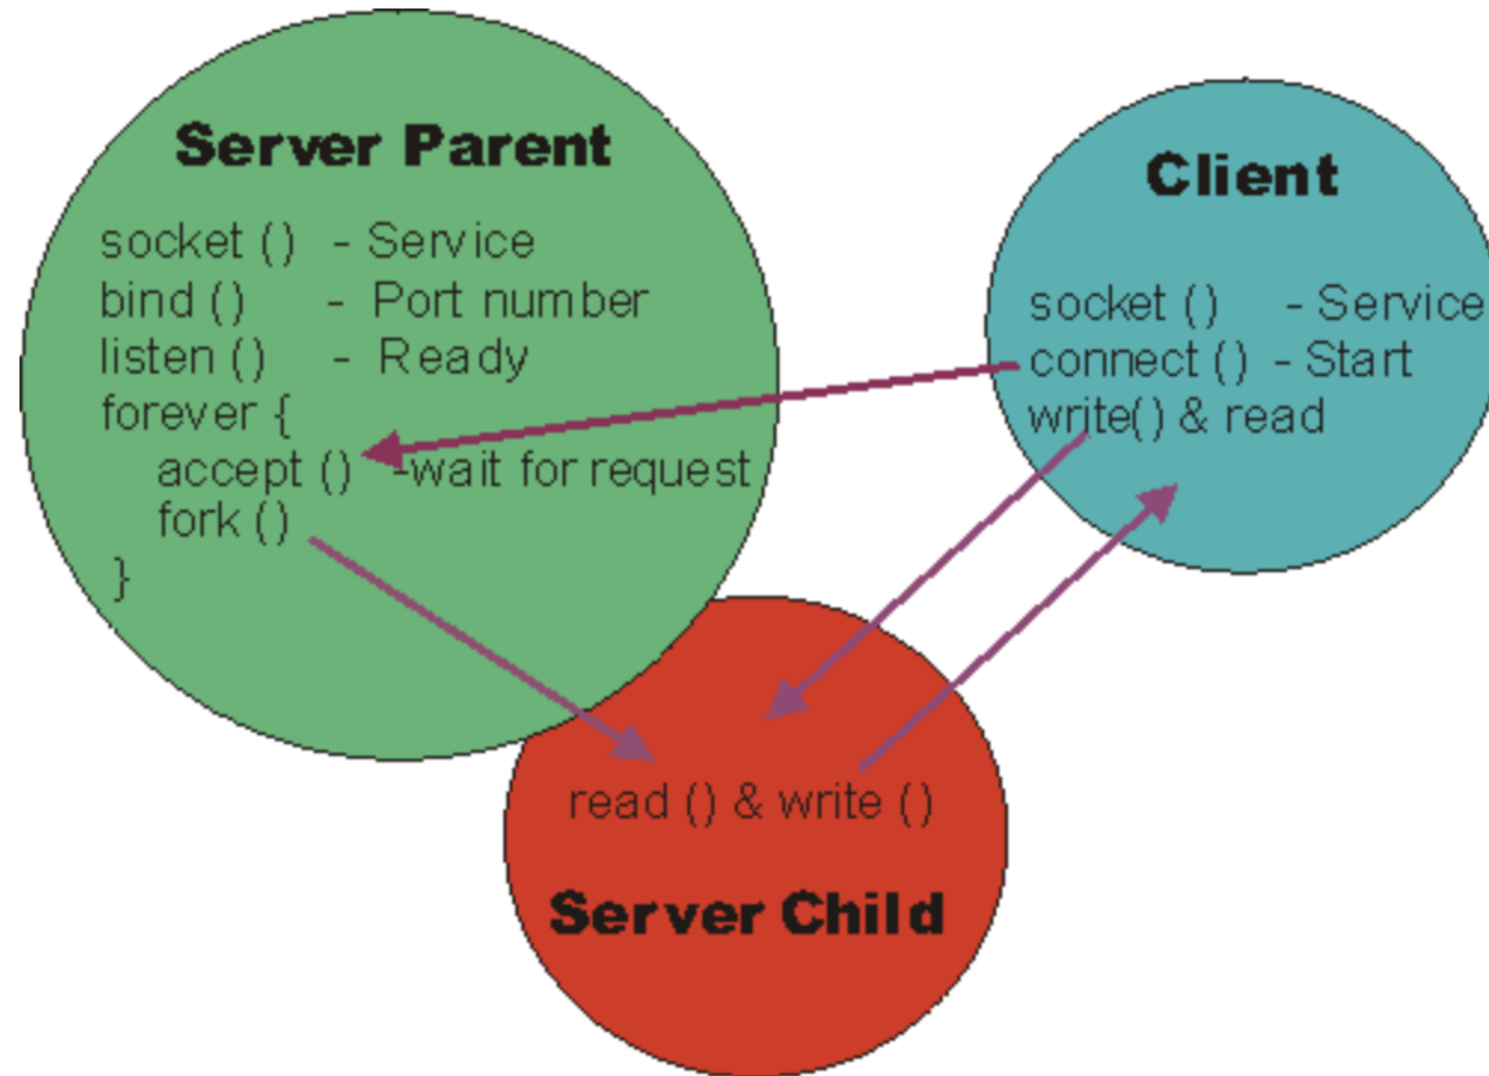 Server Parent
socket () - Service
bind () - Port number
listen () - Ready
forever {
accept () -wait for request
fork ()
}
Client
socket () - Service
connect () - Start
write() & read
read () & write ()
Server Child